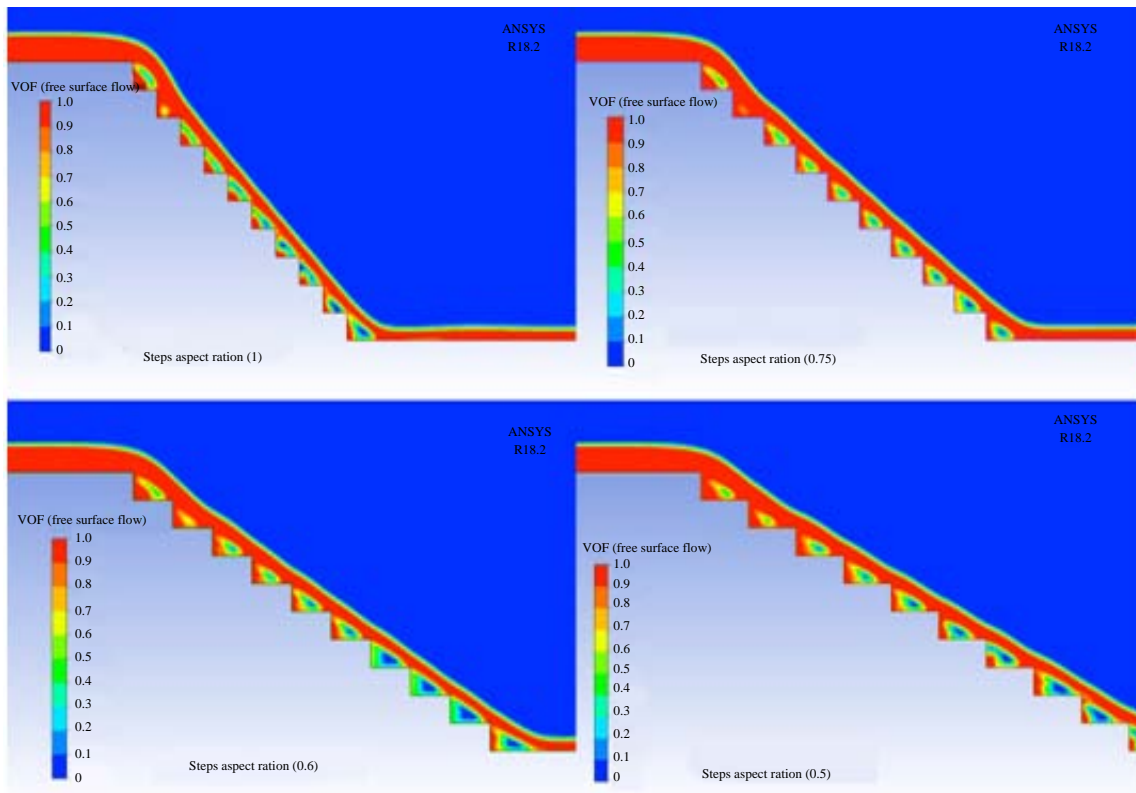 ANSYS
R18.2
VOF (free surface flow)
1.0
0.9
0.8
0.7
0.6
0.5
0.4
0.3
0.2
0.1
0
Steps aspect ration (1)
ANSYS
R18.2
VOF (free surface flow)
1.0
0.9
0.8
0.7
0.6
0.5
0.4
0.3
0.2
0.1
0
Steps aspect ration (0.75)
ANSYS
R18.2
VOF (free surface flow)
1.0
0.9
0.8
0.7
0.6
0.5
0.4
0.3
0.2
0.1
0
Steps aspect ration (0.6)
ANSYS
R18.2
VOF (free surface flow)
1.0
0.9
0.8
0.7
0.6
0.5
0.4
0.3
0.2
0.1
0
Steps aspect ration (0.5)